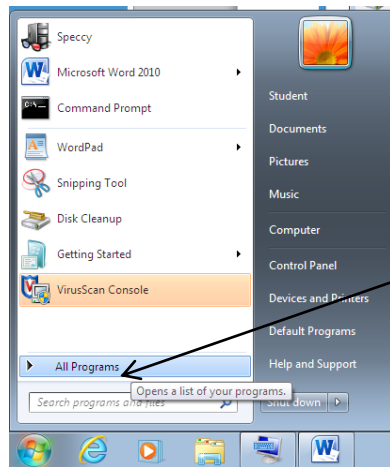 Speccy
Microsoft Word 2010
C:\
Command Prompt
WordPad
Snipping Tool
Disk Cleanup
Getting Started
VirusScan Console
All Programs
Opens a list of your programs.
Search programs and files
Student
Documents
Pictures
Music
Computer
Control Panel
Devices and Printers
Default Programs
Help and Support
Shut down